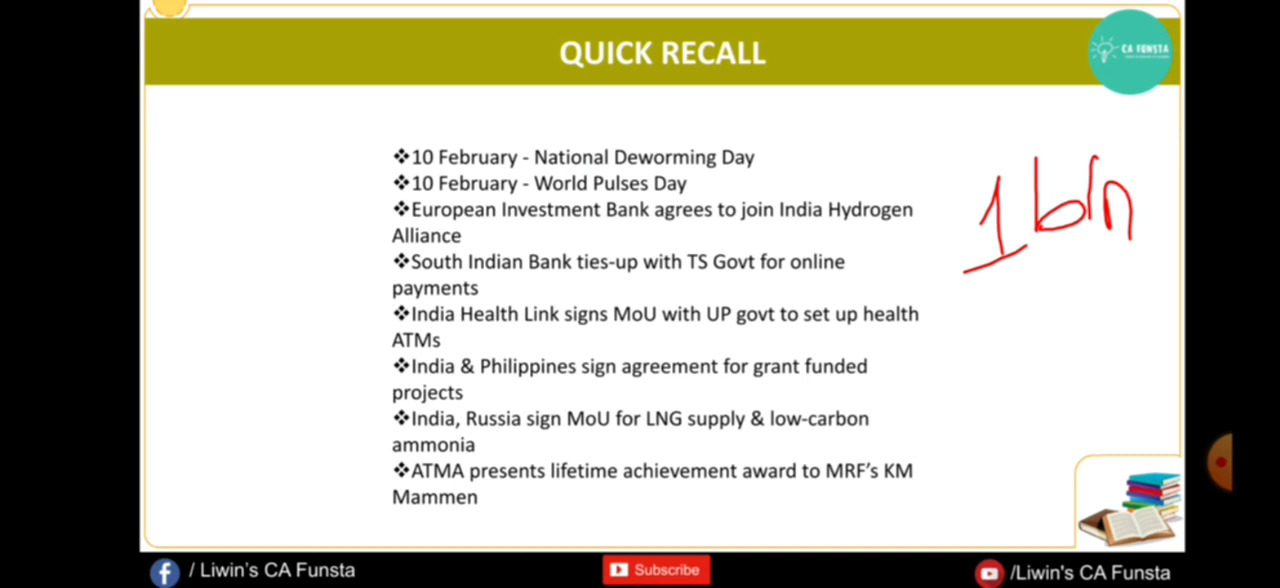 QUICK RECALL
CA FUNSTA
❖10 February - National Deworming Day
❖10 February - World Pulses Day
❖European Investment Bank agrees to join India Hydrogen
Alliance
1 bln
❖South Indian Bank ties-up with TS Govt for online
payments
❖India Health Link signs MoU with UP govt to set up health
ATMs
❖India & Philippines sign agreement for grant funded
projects
❖India, Russia sign MoU for LNG supply & low-carbon
ammonia
❖ATMA presents lifetime achievement award to MRF’s KM
Mammen
/ Liwin's CA Funsta
Subscribe
/Liwin's CA Funsta